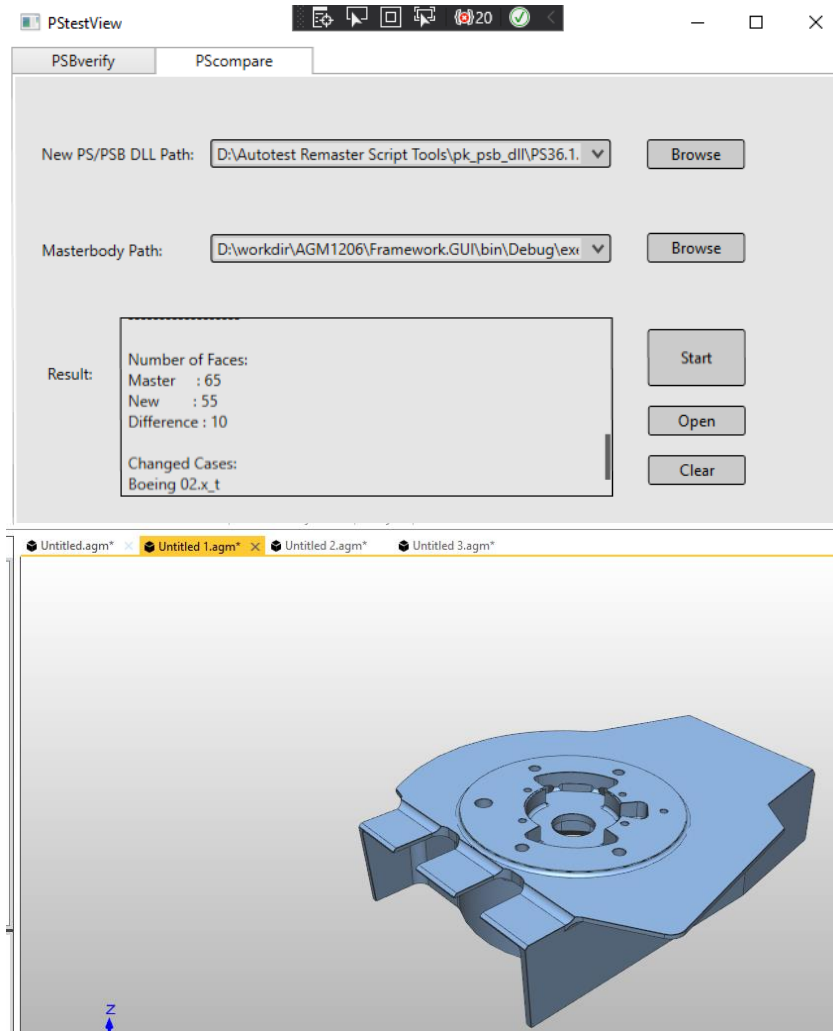 PStestView
20
PSBverify PScompare
New PS/PSB DLL Path: D:\Autotest Remaster Script Tools\pk_psb_dll\PS36.1. Browse
Masterbody Path: D:\workdir\AGM1206\Framework.GUI\bin\Debug\exe Browse
Result:
Number of Faces:
Master : 65
New : 55
Difference : 10
Changed Cases:
Boeing 02.x_t
Start
Open
Clear
Untitled.agm* Untitled 1.agm* Untitled 2.agm* Untitled 3.agm*
Z